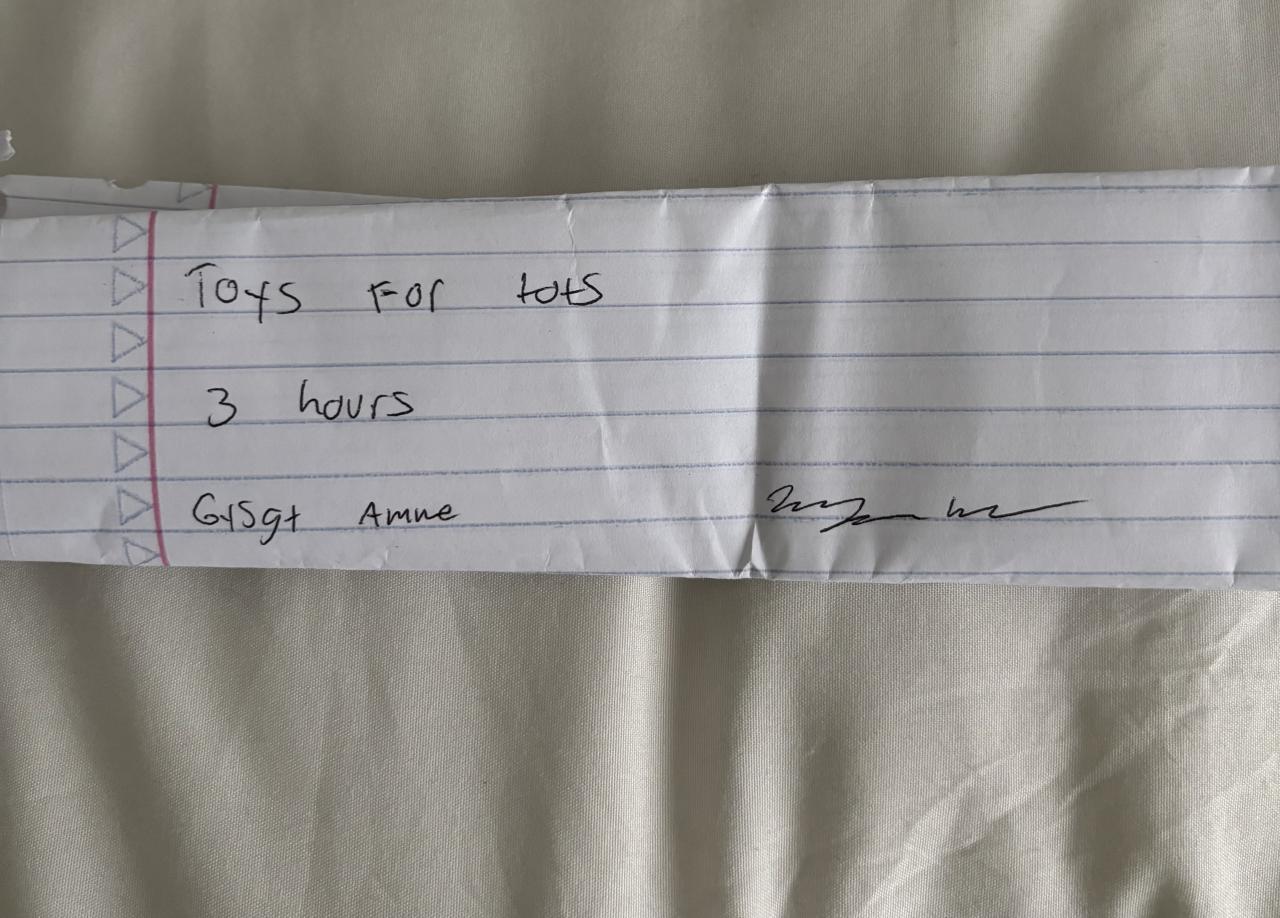 Toys For tots
3 hours
GySgt Amne